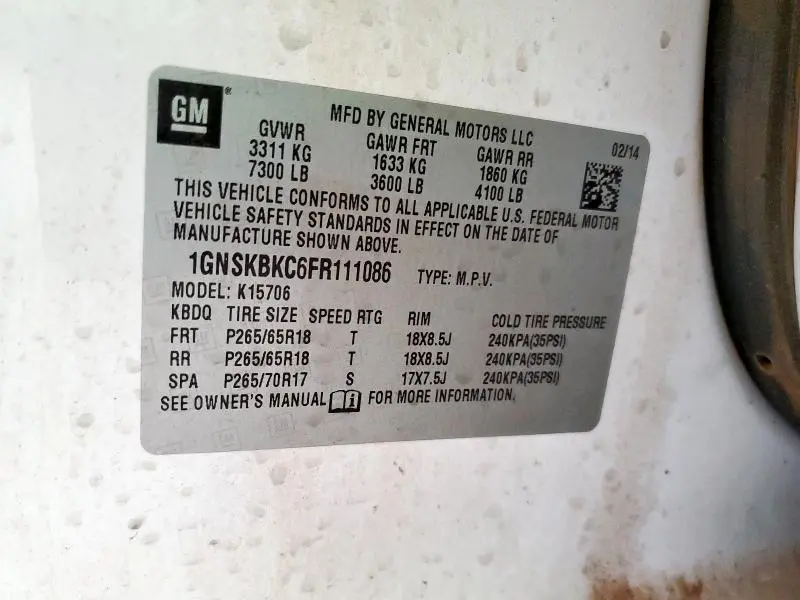 GM ®
MFD BY GENERAL MOTORS LLC
02/14
GVWR GAWR FRT GAWR RR
3311 KG 1633 KG 1860 KG
7300 LB 3600 LB 4100 LB
THIS VEHICLE CONFORMS TO ALL APPLICABLE U.S. FEDERAL MOTOR
VEHICLE SAFETY STANDARDS IN EFFECT ON THE DATE OF
MANUFACTURE SHOWN ABOVE.
1GNSKBKC6FR111086 TYPE: M.P.V.
MODEL: K15706
KBDQ TIRE SIZE SPEED RTG RIM COLD TIRE PRESSURE
FRT P265/65R18 T 18X8.5J 240KPA(35PSI)
RR P265/65R18 T 18X8.5J 240KPA(35PSI)
SPA P265/70R17 S 17X7.5J 240KPA(35PSI)
SEE OWNER'S MANUAL FOR MORE INFORMATION.